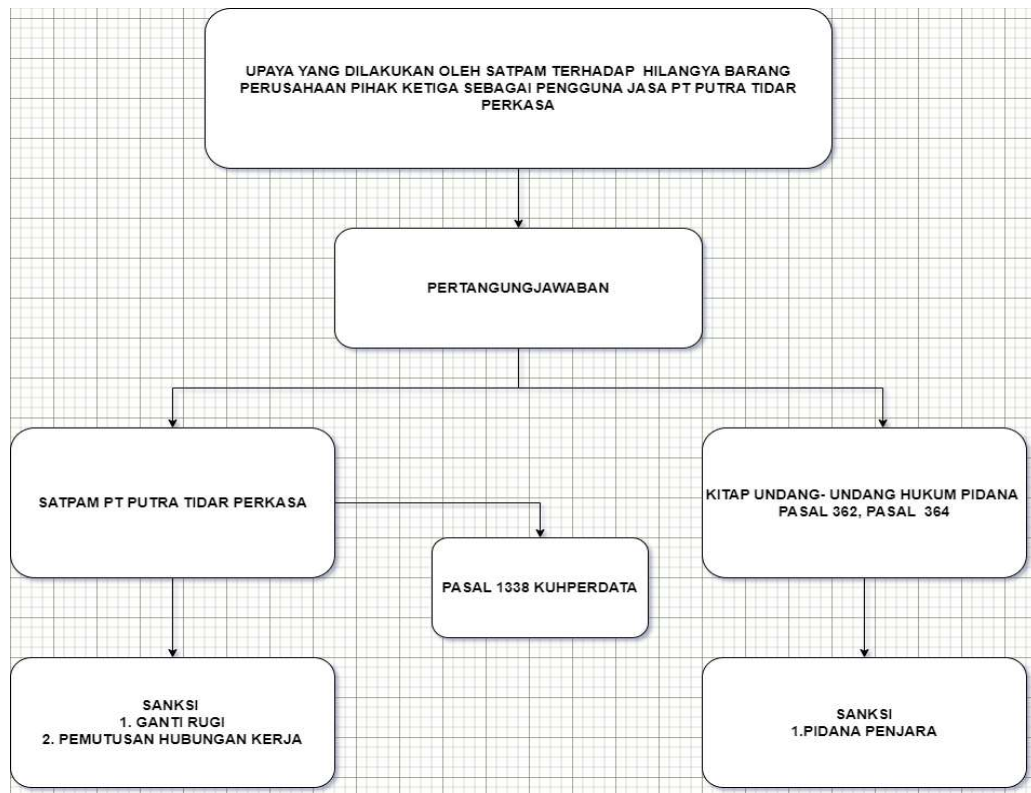 UPAYA YANG DILAKUKAN OLEH SATPAM TERHADAP HILANGYA BARANG
PERUSAHAAN PIHAK KETIGA SEBAGAI PENGGUNA JASA PT PUTRA TIDAR
PERKASA
PERTANGUNGJAWABAN
SATPAM PT PUTRA TIDAR PERKASA
KITAP UNDANG- UNDANG HUKUM PIDANA
PASAL 362, PASAL 364
PASAL 1338 KUHPERDATA
SANKSI
1. GANTI RUGI
2. PEMUTUSAN HUBUNGAN KERJA
SANKSI
1.PIDANA PENJARA